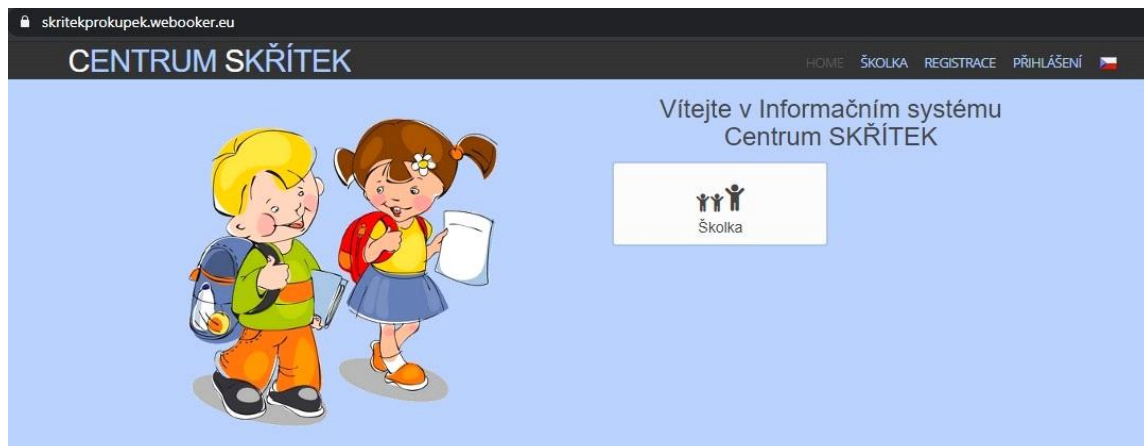 skritekprokupek.webooker.eu
CENTRUM SKŘÍTEK
HOME ŠKOLKA REGISTRACE PŘIHLÁŠENÍ
Vítejte v Informačním systému
Centrum SKŘÍTEK
Školka